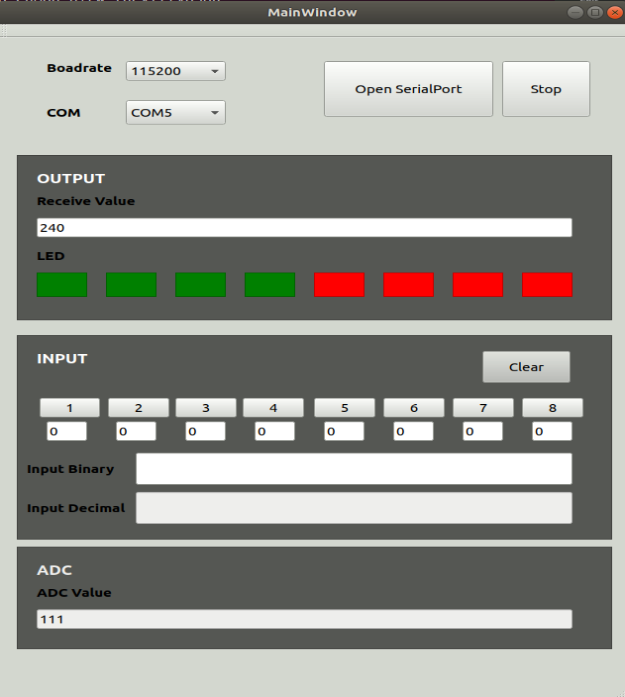 MainWindow
Boadrate 115200 Open SerialPort Stop
COM COM5
OUTPUT
Receive Value
240
LED
INPUT Clear
1 2 3 4 5 6 7 8
0 0 0 0 0 0 0 0
Input Binary
Input Decimal
ADC
ADC Value
111